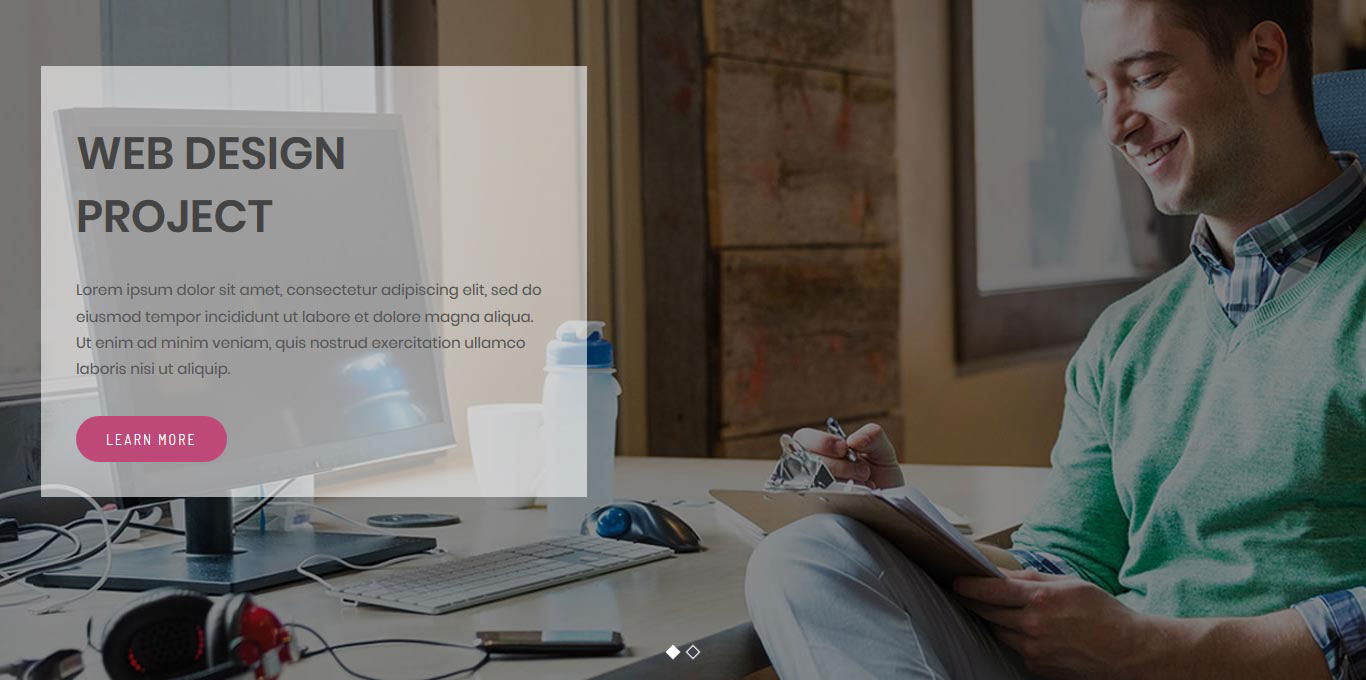 WEB DESIGN
PROJECT
Lorem ipsum dolor sit amet, consectetur adipiscing elit, sed do
eiusmod tempor incididunt ut labore et dolore magna aliqua.
Ut enim ad minim veniam, quis nostrud exercitation ullamco
laboris nisi ut aliquip.
LEARN MORE